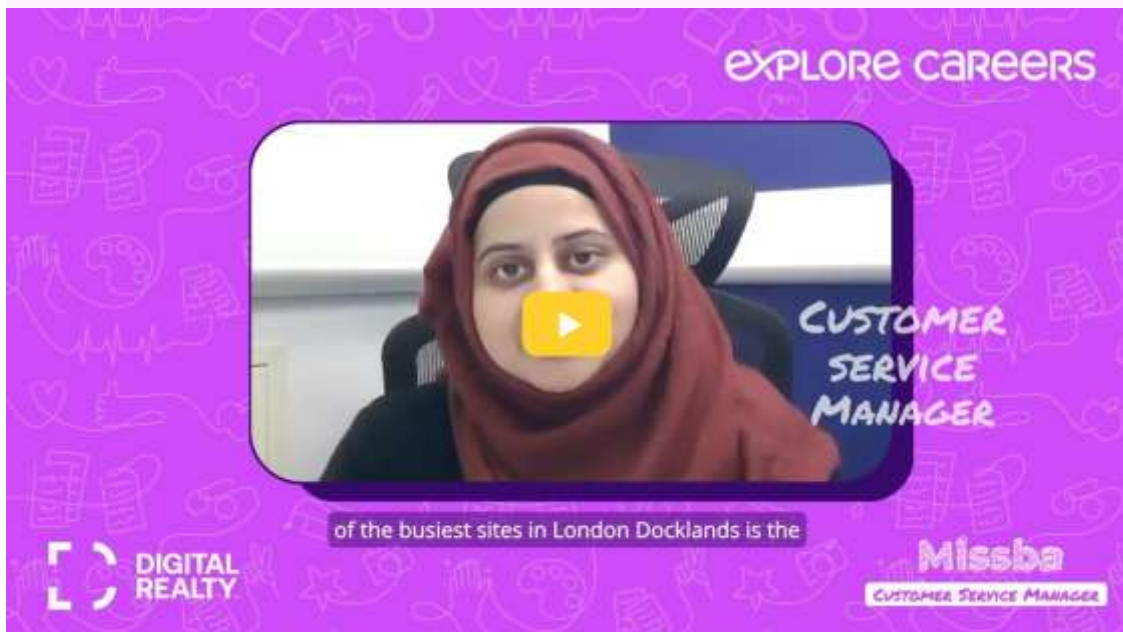 explore careers
Customer
Service
Manager
of the busiest sites in London Docklands is the
DIGITAL
REALTY
Missba
Customer Service Manager